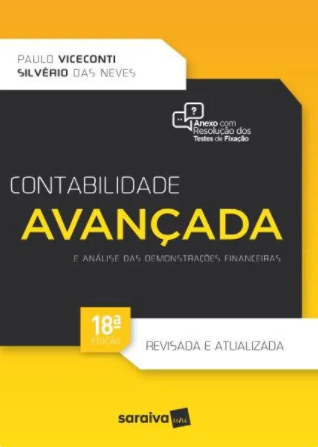 PAULO VICECONTI
SILVÉRIO DAS NEVES
?
Anexo com
Resolução dos
Testes de Fixação
CONTABILIDADE
AVANÇADA
E ANÁLISE DAS DEMONSTRAÇÕES FINANCEIRAS
18ª
EDIÇÃO
REVISADA E ATUALIZADA
saraiva uni